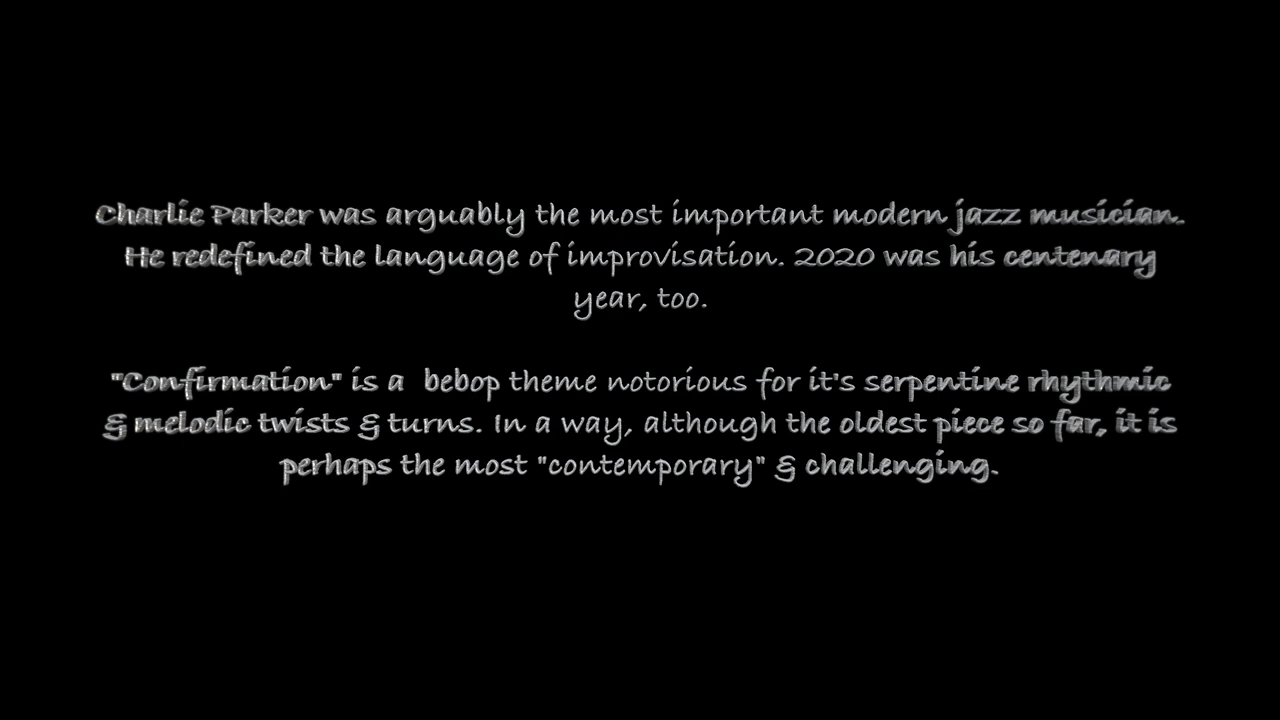 Charlie Parker was arguably the most important modern jazz musician.
He redefined the language of improvisation. 2020 was his centenary
year, too.
"Confirmation" is a bebop theme notorious for it's serpentine rhythmic
& melodic twists & turns. In a way, although the oldest piece so far, it is
perhaps the most "contemporary" & challenging.